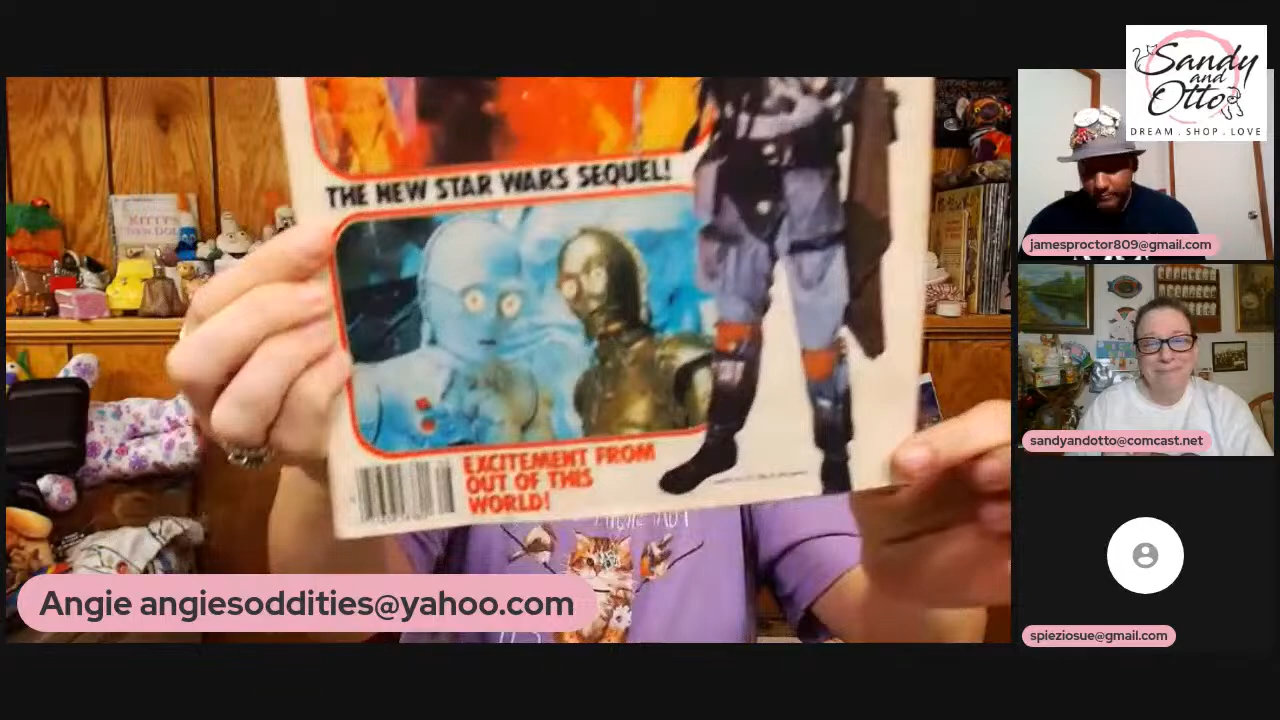 Sandy
and
Otto
DREAM . SHOP . LOVE
THE NEW STAR WARS SEQUEL!
EXCITEMENT FROM
OUT OF THIS
WORLD!
Angie angiesoddities@yahoo.com
jamesproctor809@gmail.com
sandyandotto@comcast.net
spieziosue@gmail.com